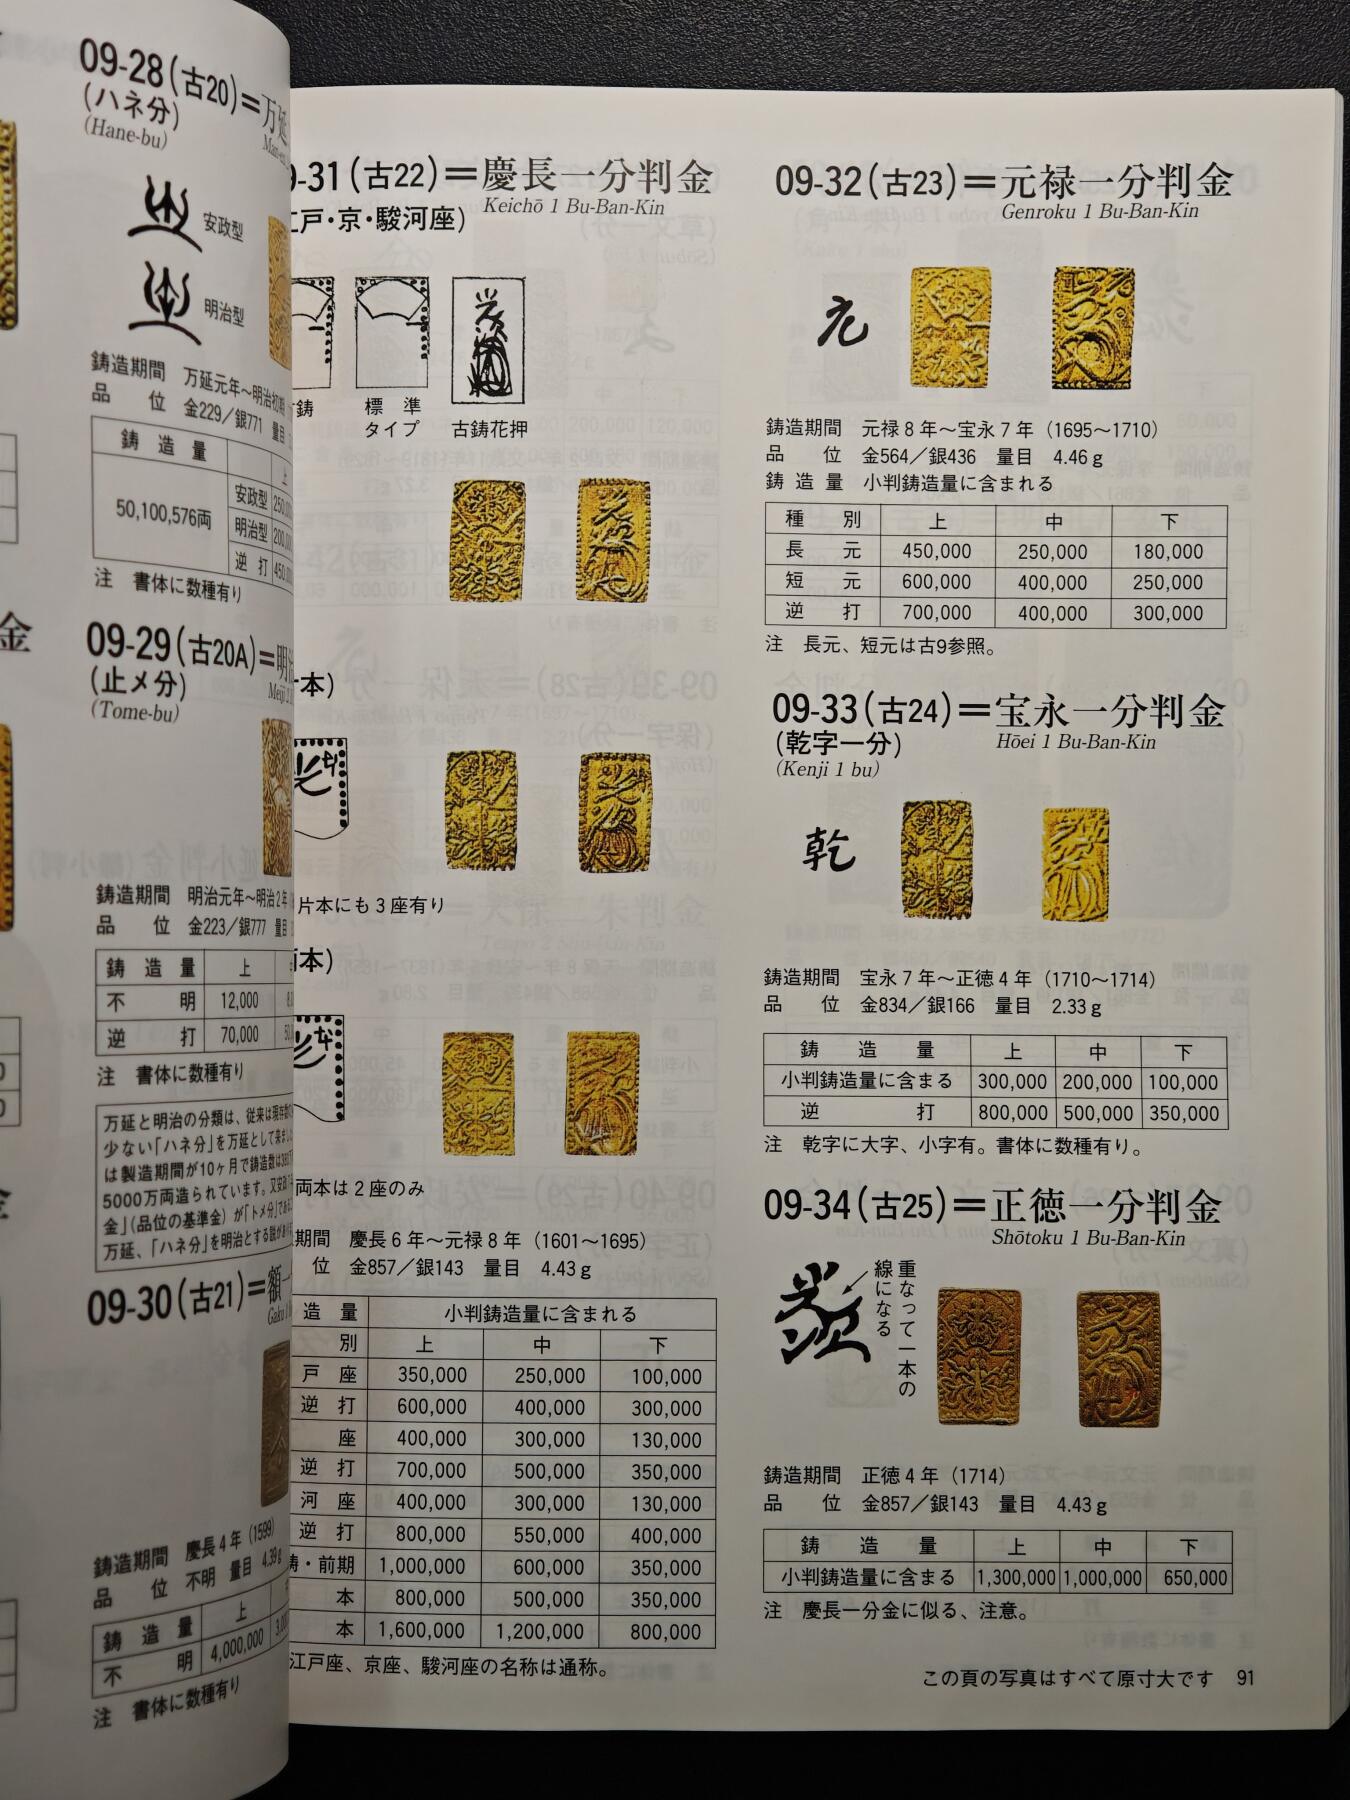 09-28(古20)=万延
(ハネ分)
(Hane-bu)
安政型
明治型
鋳造期間 万延元年〜明治初期
品位 金229／銀771 量目
鋳造量 上
50,100,576両
安政型
明治型
逆打
注 書体に数種有り
09-29(古20A)=明治
(止メ分)
(Tome-bu)
鋳造期間 明治元年〜明治2年
品位 金223／銀777 量目
鋳造量 上
不明 12,000
逆打 70,000
注 書体に数種有り
万延と明治の分類は、従来は現存数の
少ない「ハネ分」を万延として来まし
は製造期間が10ヶ月で鋳造数は
5000万両造られています。又安政
金」(品位の基準金) が「トメ分」であ
万延、「ハネ分」を明治とする説があ
09-30(古21)=額一
鋳造期間 慶長4年 (1599)
品位 不明 量目 4.39g
鋳造量 上
不明 4,000,000
注 書体に数種有り
金
9-31(古22)=慶長一分判金
Keichō 1 Bu-Ban-Kin
江戸・京・駿河座)
鋳
標準
タイプ
古鋳花押
本)
片本にも3座有り
両本)
両本は2座のみ
期間 慶長6年〜元禄8年 (1601〜1695)
位 金857／銀143 量目 4.43g
造量 小判鋳造量に含まれる
別 上 中 下
戸座 350,000 250,000 100,000
逆打 600,000 400,000 300,000
座 400,000 300,000 130,000
逆打 700,000 500,000 350,000
河座 400,000 300,000 130,000
逆打 800,000 550,000 400,000
鋳・前期 1,000,000 600,000 350,000
本 800,000 500,000 350,000
本 1,600,000 1,200,000 800,000
江戸座、京座、駿河座の名称は通称。
09-32(古23)=元禄一分判金
Genroku 1 Bu-Ban-Kin
元
鋳造期間 元禄8年〜宝永7年 (1695〜1710)
品位 金564／銀436 量目 4.46g
鋳造量 小判鋳造量に含まれる
種別 上 中 下
長元 450,000 250,000 180,000
短元 600,000 400,000 250,000
逆打 700,000 400,000 300,000
注 長元、短元は古9参照。
09-33(古24)=宝永一分判金
(乾字一分) Hōei 1 Bu-Ban-Kin
(Kenji 1 bu)
乾
鋳造期間 宝永7年〜正徳4年 (1710〜1714)
品位 金834／銀166 量目 2.33g
鋳造量 上 中 下
小判鋳造量に含まる 300,000 200,000 100,000
逆打 800,000 500,000 350,000
注 乾字に大字、小字有。書体に数種有り。
09-34(古25)=正徳一分判金
Shōtoku 1 Bu-Ban-Kin
重なって一本の
線になる
鋳造期間 正徳4年 (1714)
品位 金857／銀143 量目 4.43g
鋳造量 上 中 下
小判鋳造量に含まる 1,300,000 1,000,000 650,000
注 慶長一分金に似る、注意。
この頁の写真はすべて原寸大です 91